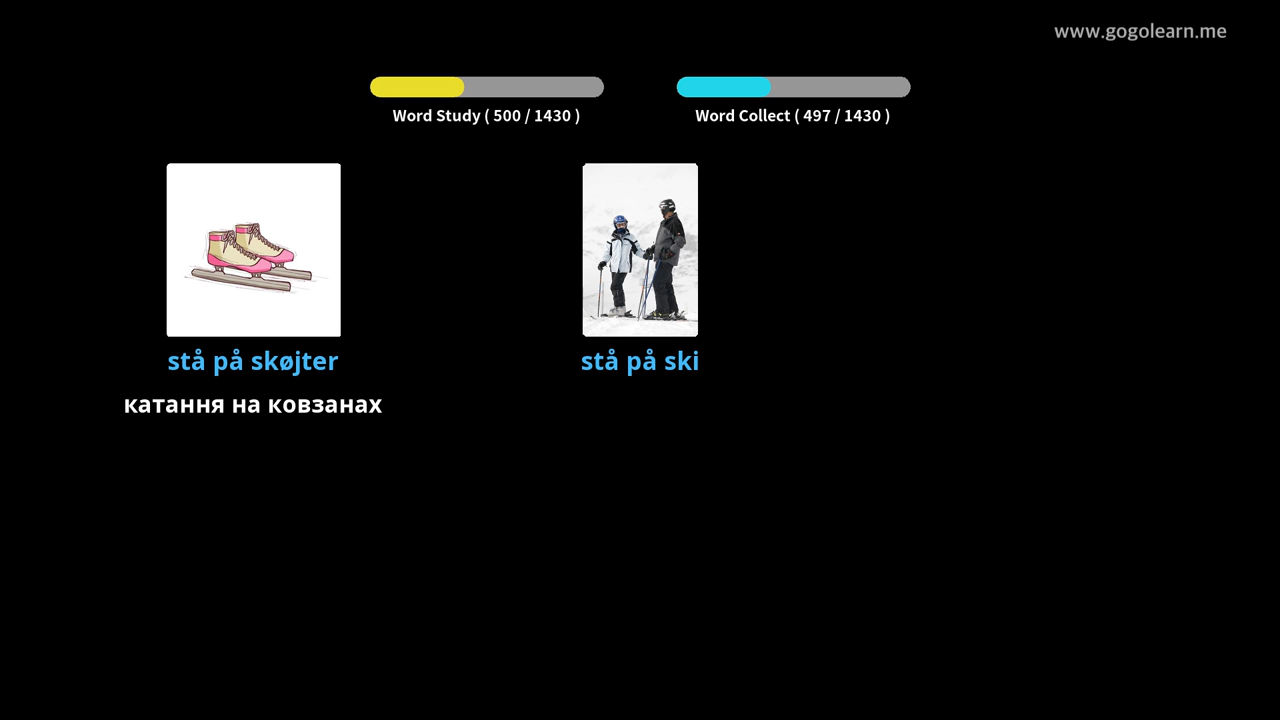 www.gogolearn.me
Word Study ( 500 / 1430 )
Word Collect ( 497 / 1430 )
stå på skøjter
stå på ski
катання на ковзанах